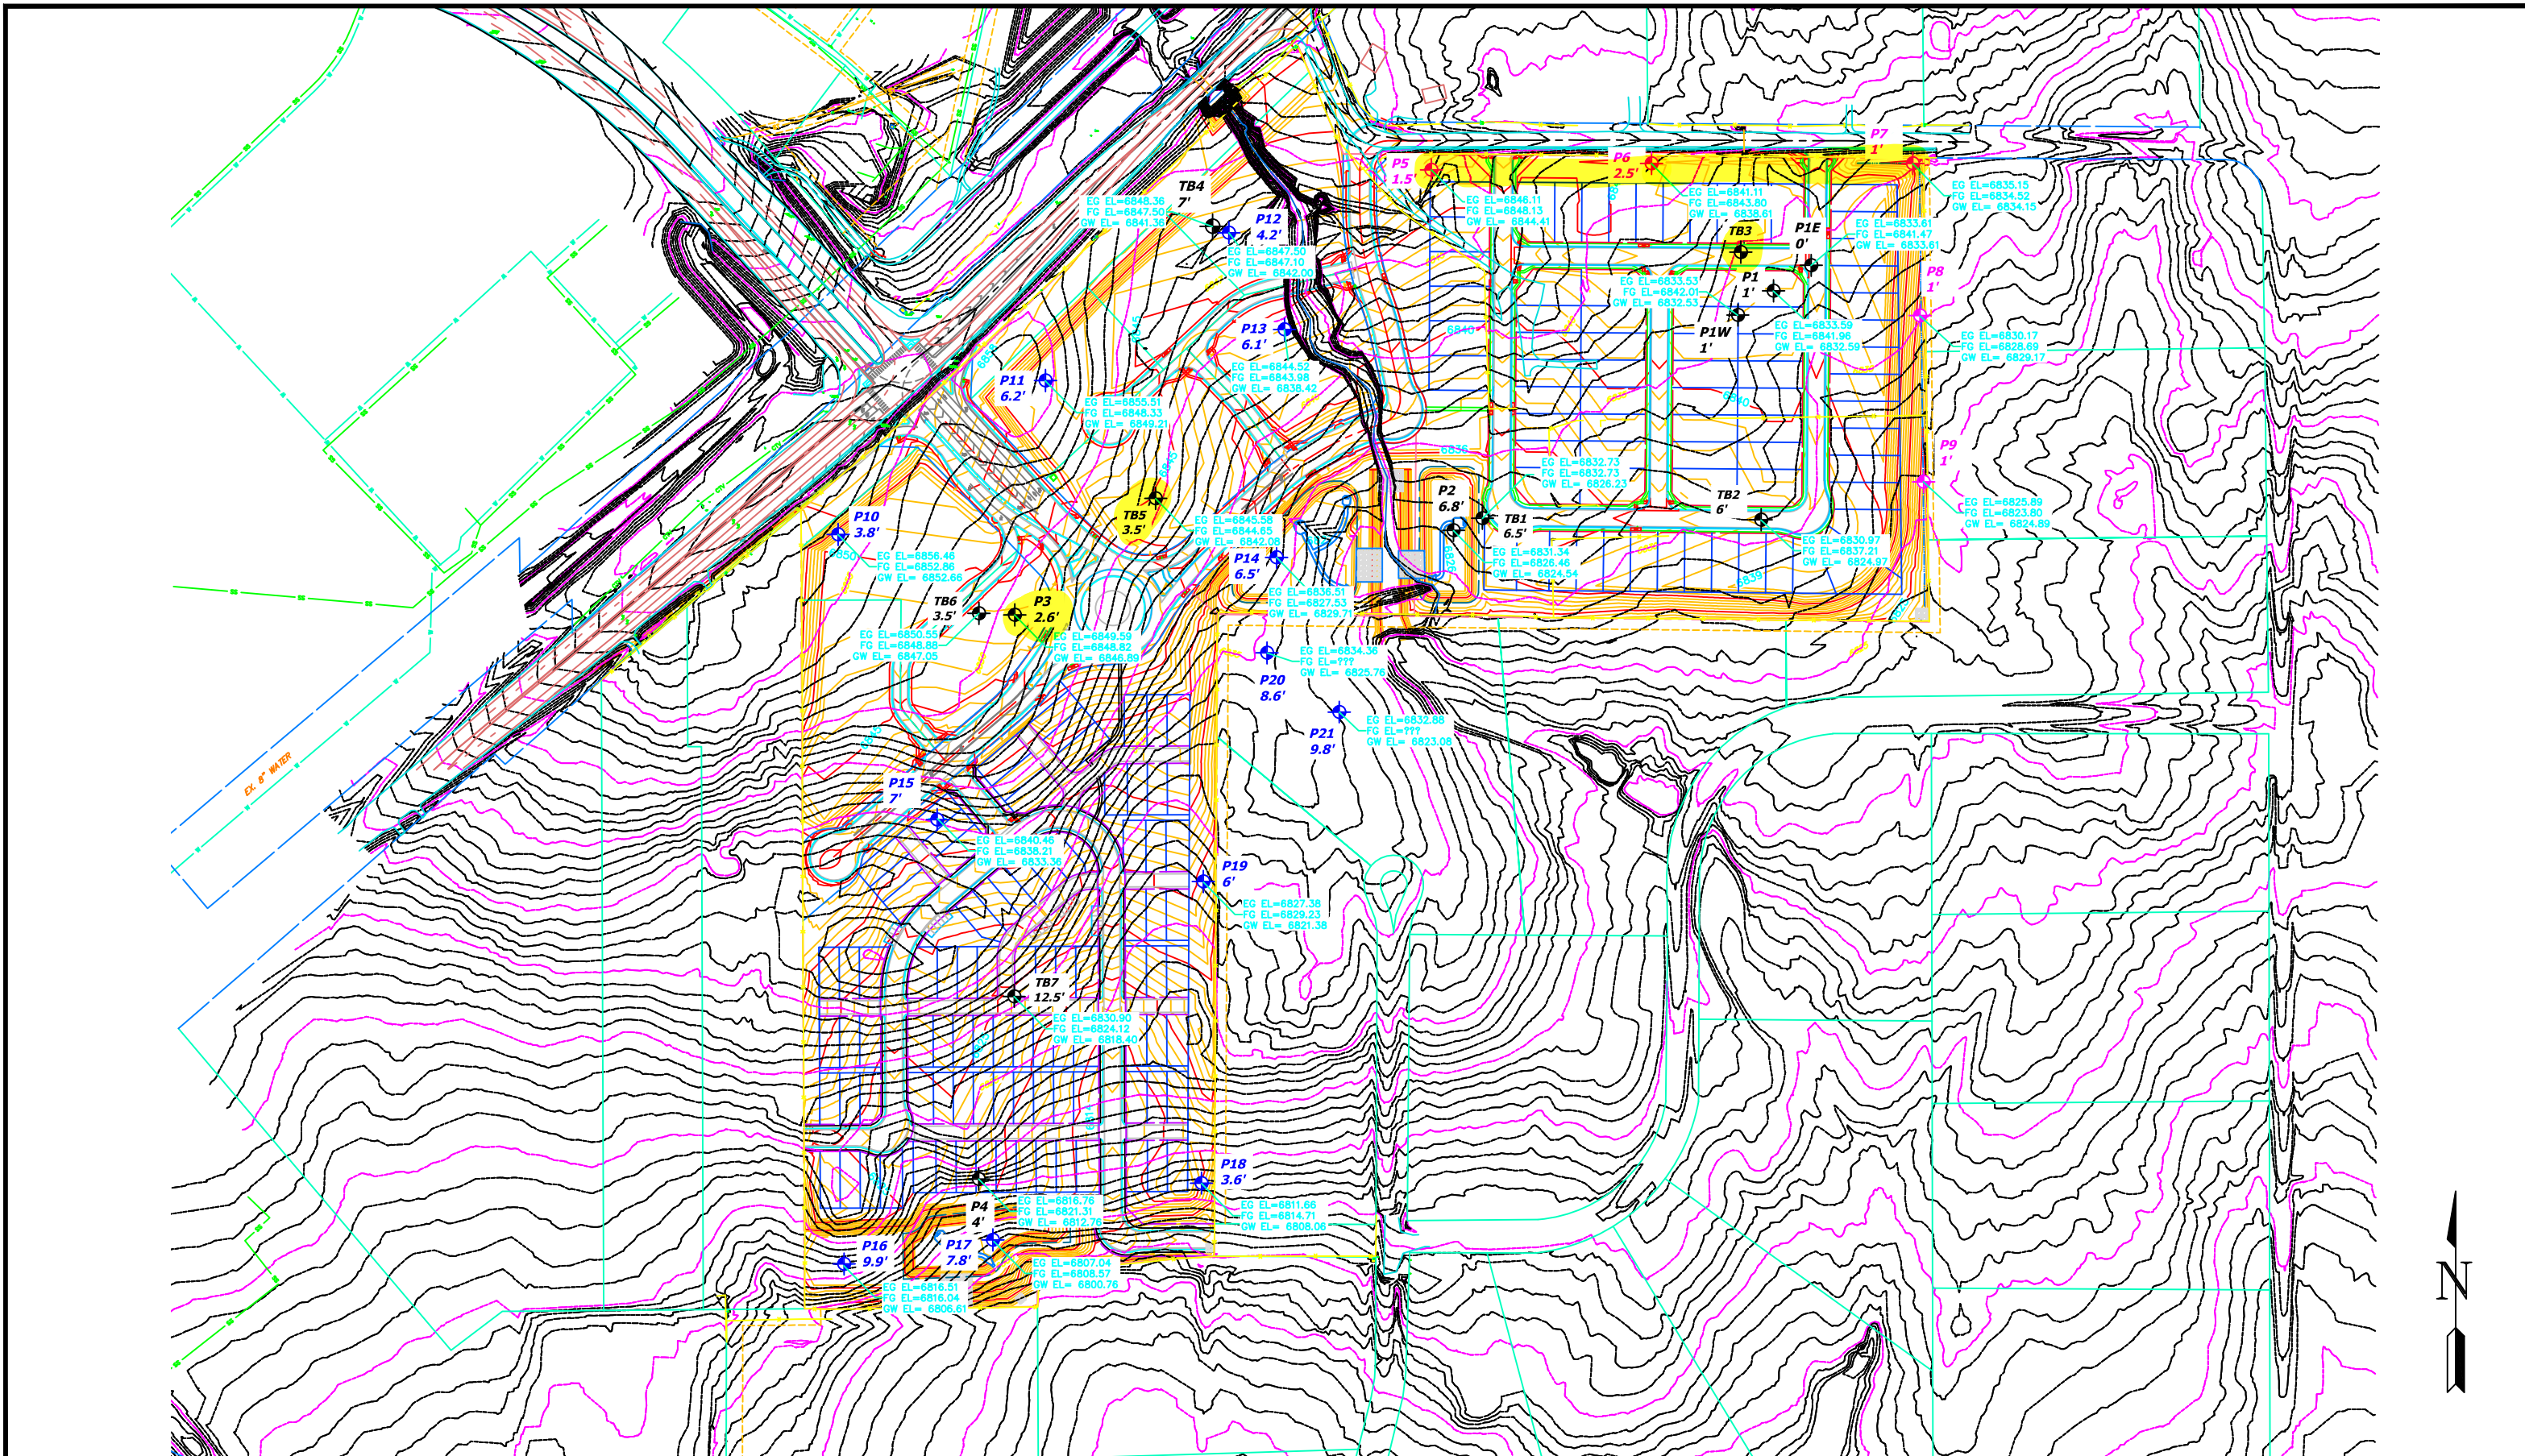 P7
1'
P5
1.5'
P6
2.5'
TB4
7'
EG EL=6848.36
FG EL=6847.50
GW EL= 6841.36
P12
4.2'
EG EL=6847.50
FG EL=6847.10
GW EL= 6842.00
EG EL=6846.11
FG EL=6848.13
GW EL= 6844.41
EG EL=6841.11
FG EL=6843.80
GW EL= 6838.61
EG EL=6835.15
FG EL=6834.52
GW EL= 6834.15
TB3
P1E
0'
EG EL=6833.61
FG EL=6841.47
GW EL= 6833.61
P1
1'
EG EL=6833.53
FG EL=6842.01
GW EL= 6832.53
P8
1'
P1W
1'
EG EL=6833.59
FG EL=6841.96
GW EL= 6832.59
EG EL=6830.17
FG EL=6828.69
GW EL= 6829.17
P13
6.1'
EG EL=6844.52
FG EL=6843.98
GW EL= 6838.42
6840
6840
P11
6.2'
EG EL=6855.51
FG EL=6848.33
GW EL= 6849.21
P9
1'
EG EL=6825.89
FG EL=6823.80
GW EL= 6824.89
EG EL=6832.73
FG EL=6832.73
GW EL= 6826.23
P2
6.8'
TB1
6.5'
TB2
6'
EG EL=6830.97
FG EL=6837.21
GW EL= 6824.97
EG EL=6831.34
FG EL=6826.46
GW EL= 6824.54
6839
TB5
3.5'
EG EL=6845.58
FG EL=6844.65
GW EL= 6842.08
P10
3.8'
6850
EG EL=6856.46
FG EL=6852.86
GW EL= 6852.66
P14
6.5'
EG EL=6836.51
FG EL=6827.53
GW EL= 6829.71
TB6
3.5'
EG EL=6850.55
FG EL=6848.88
GW EL= 6847.05
P3
2.6'
EG EL=6849.59
FG EL=6848.82
GW EL= 6846.89
EG EL=6834.36
FG EL=???
GW EL= 6825.76
P20
8.6'
P21
9.8'
EG EL=6832.88
FG EL=???
GW EL= 6823.08
EX. 8" WATER
6845
P15
7'
EG EL=6840.46
FG EL=6838.21
GW EL= 6833.36
P19
6'
EG EL=6827.38
FG EL=6829.23
GW EL= 6821.38
TB7
12.5'
EG EL=6830.90
FG EL=6824.12
GW EL= 6818.40
6825
P18
3.6'
EG EL=6811.66
FG EL=6814.71
GW EL= 6808.06
P4
4'
EG EL=6816.76
FG EL=6821.31
GW EL= 6812.76
P16
9.9'
P17
7.8'
EG EL=6807.04
FG EL=6808.57
GW EL= 6800.76
EG EL=6816.51
FG EL=6816.04
GW EL= 6806.61
N